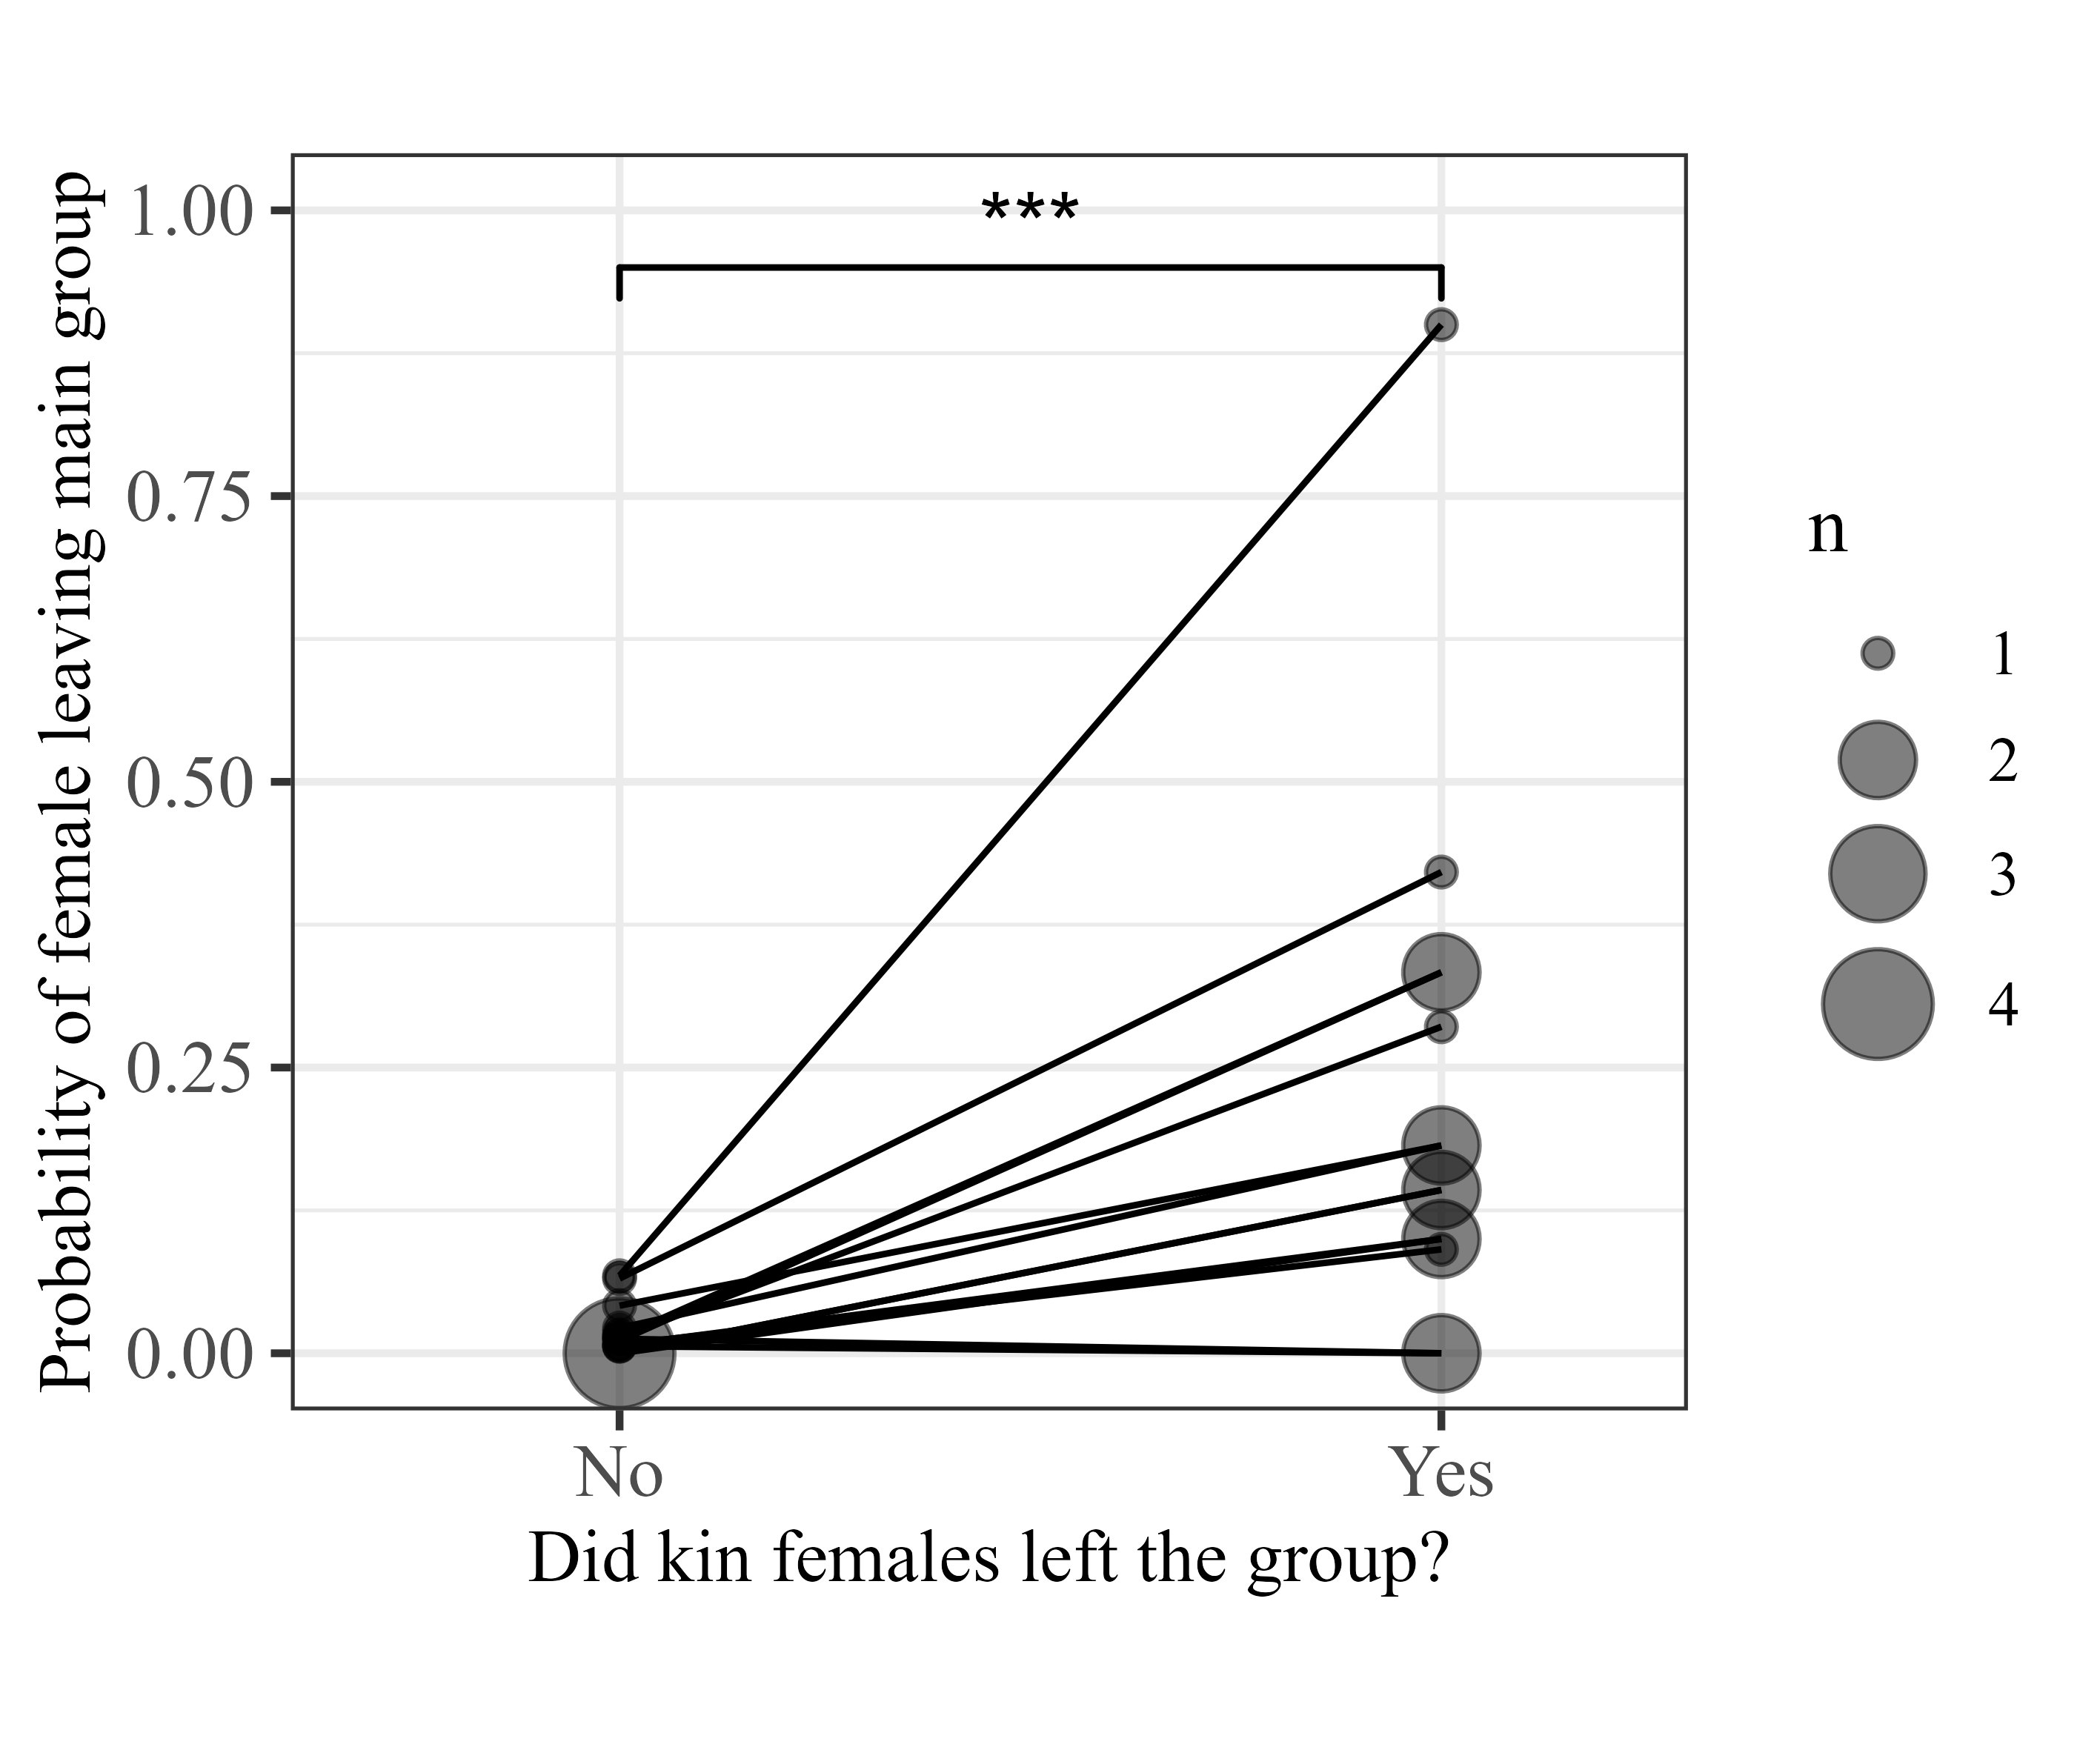 Probability of female leaving main group
1.00
0.75
0.50
0.25
0.00
***
No
Yes
Did kin females left the group?
n
1
2
3
4